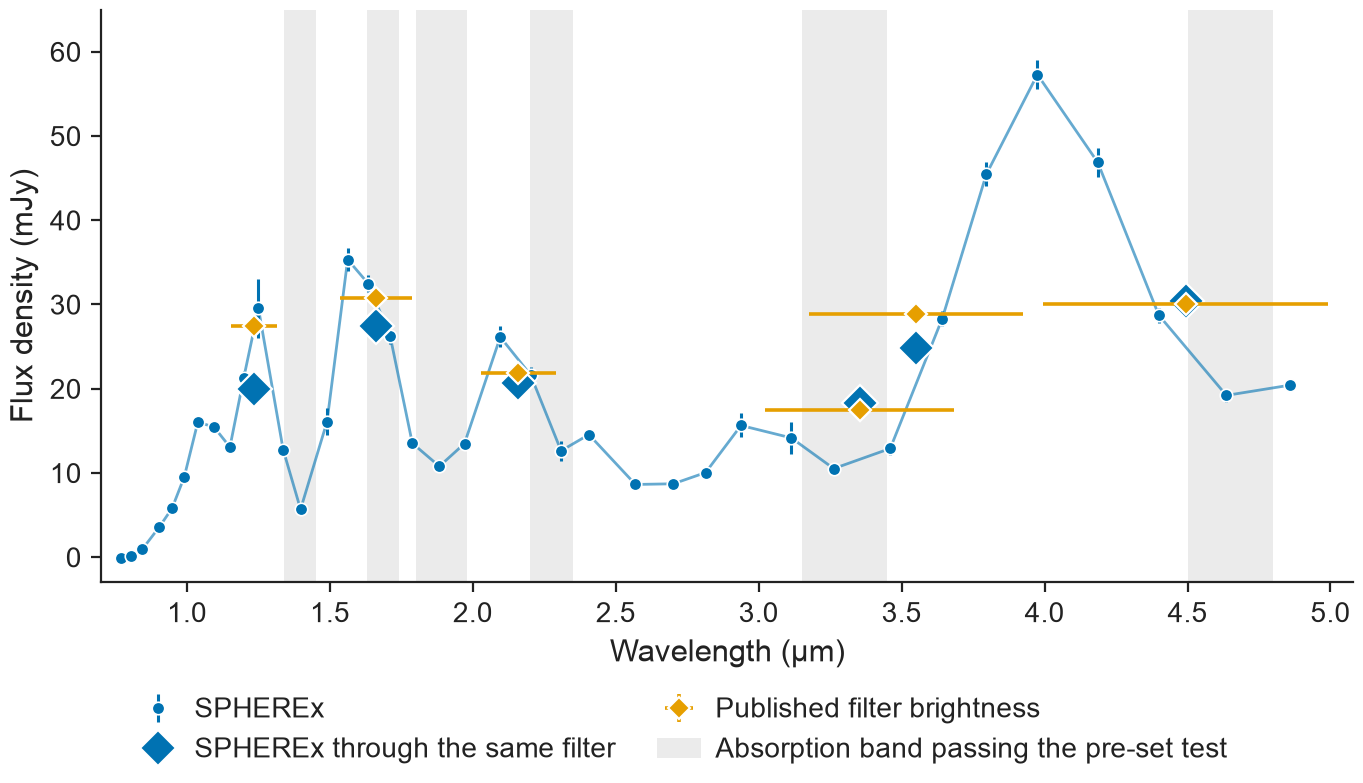 Flux density (mJy)
60
50
40
30
20
10
0
1.0 1.5 2.0 2.5 3.0 3.5 4.0 4.5 5.0
Wavelength (µm)
SPHEREx
Published filter brightness
SPHEREx through the same filter
Absorption band passing the pre-set test